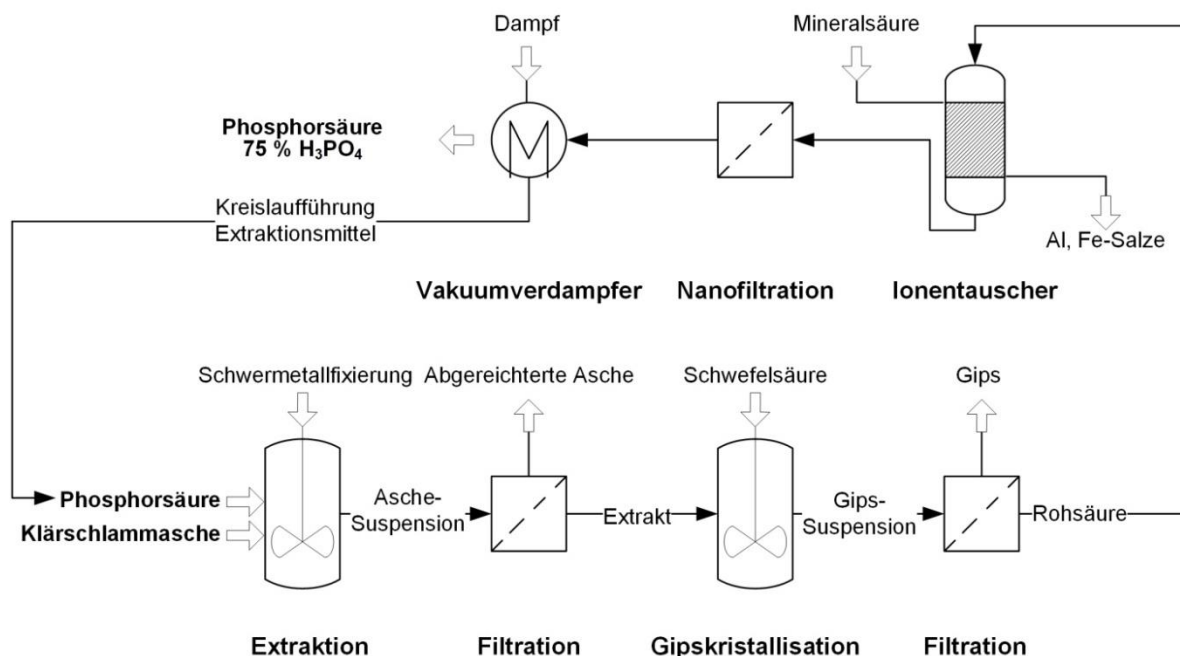 Dampf
Mineralsäure
Phosphorsäure
75 % H₃PO₄
Kreislaufführung
Extraktionsmittel
Al, Fe-Salze
Vakuumverdampfer
Nanofiltration
Ionentauscher
Schwermetallfixierung
Abgereichterte Asche
Schwefelsäure
Gips
Phosphorsäure
Klärschlammasche
Asche-
Suspension
Extrakt
Gips-
Suspension
Rohsäure
Extraktion
Filtration
Gipskristallisation
Filtration